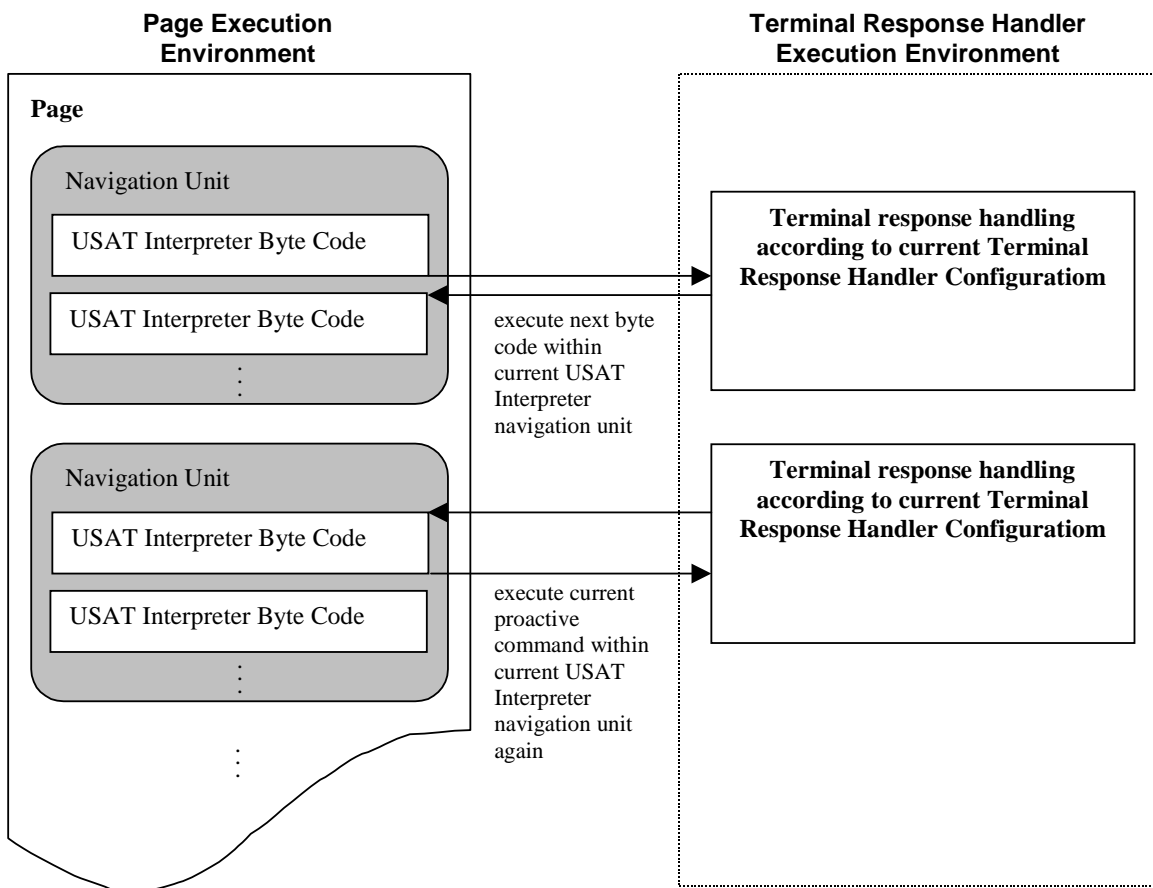 Page Execution
Environment
Terminal Response Handler
Execution Environment
Page
Navigation Unit
USAT Interpreter Byte Code
USAT Interpreter Byte Code
execute next byte
code within
current USAT
Interpreter
navigation unit
Terminal response handling
according to current Terminal
Response Handler Configuratiom
Navigation Unit
USAT Interpreter Byte Code
USAT Interpreter Byte Code
execute current
proactive
command within
current USAT
Interpreter
navigation unit
again
Terminal response handling
according to current Terminal
Response Handler Configuratiom